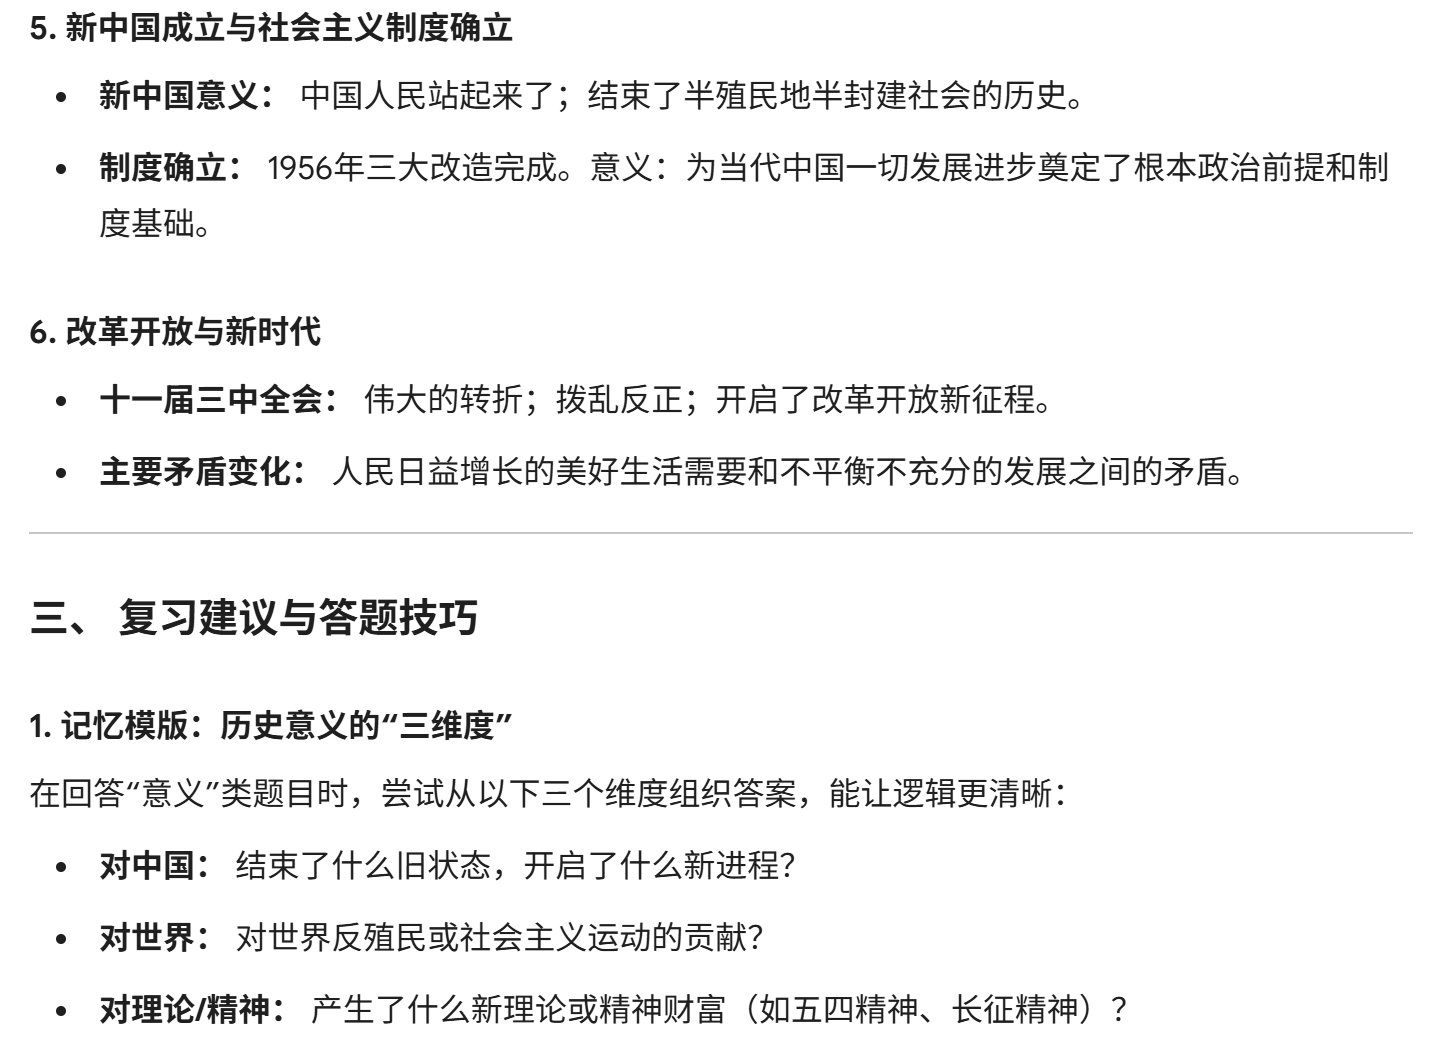 5. 新中国成立与社会主义制度确立
• 新中国意义： 中国人民站起来了；结束了半殖民地半封建社会的历史。
• 制度确立： 1956年三大改造完成。意义：为当代中国一切发展进步奠定了根本政治前提和制
度基础。
6. 改革开放与新时代
• 十一届三中全会： 伟大的转折；拨乱反正；开启了改革开放新征程。
• 主要矛盾变化： 人民日益增长的美好生活需要和不平衡不充分的发展之间的矛盾。
三、 复习建议与答题技巧
1. 记忆模版：历史意义的“三维度”
在回答“意义”类题目时，尝试从以下三个维度组织答案，能让逻辑更清晰：
• 对中国： 结束了什么旧状态，开启了什么新进程？
• 对世界： 对世界反殖民或社会主义运动的贡献？
• 对理论/精神： 产生了什么新理论或精神财富（如五四精神、长征精神）？